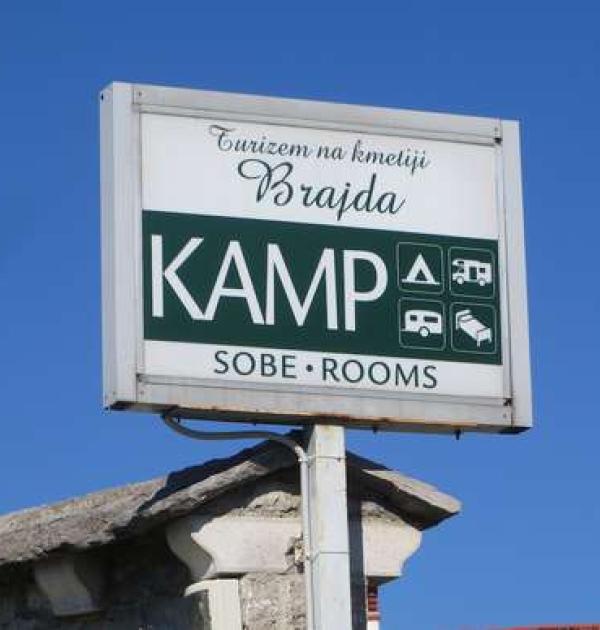 Turizem na kmetiji
Brajda
KAMP
SOBE • ROOMS